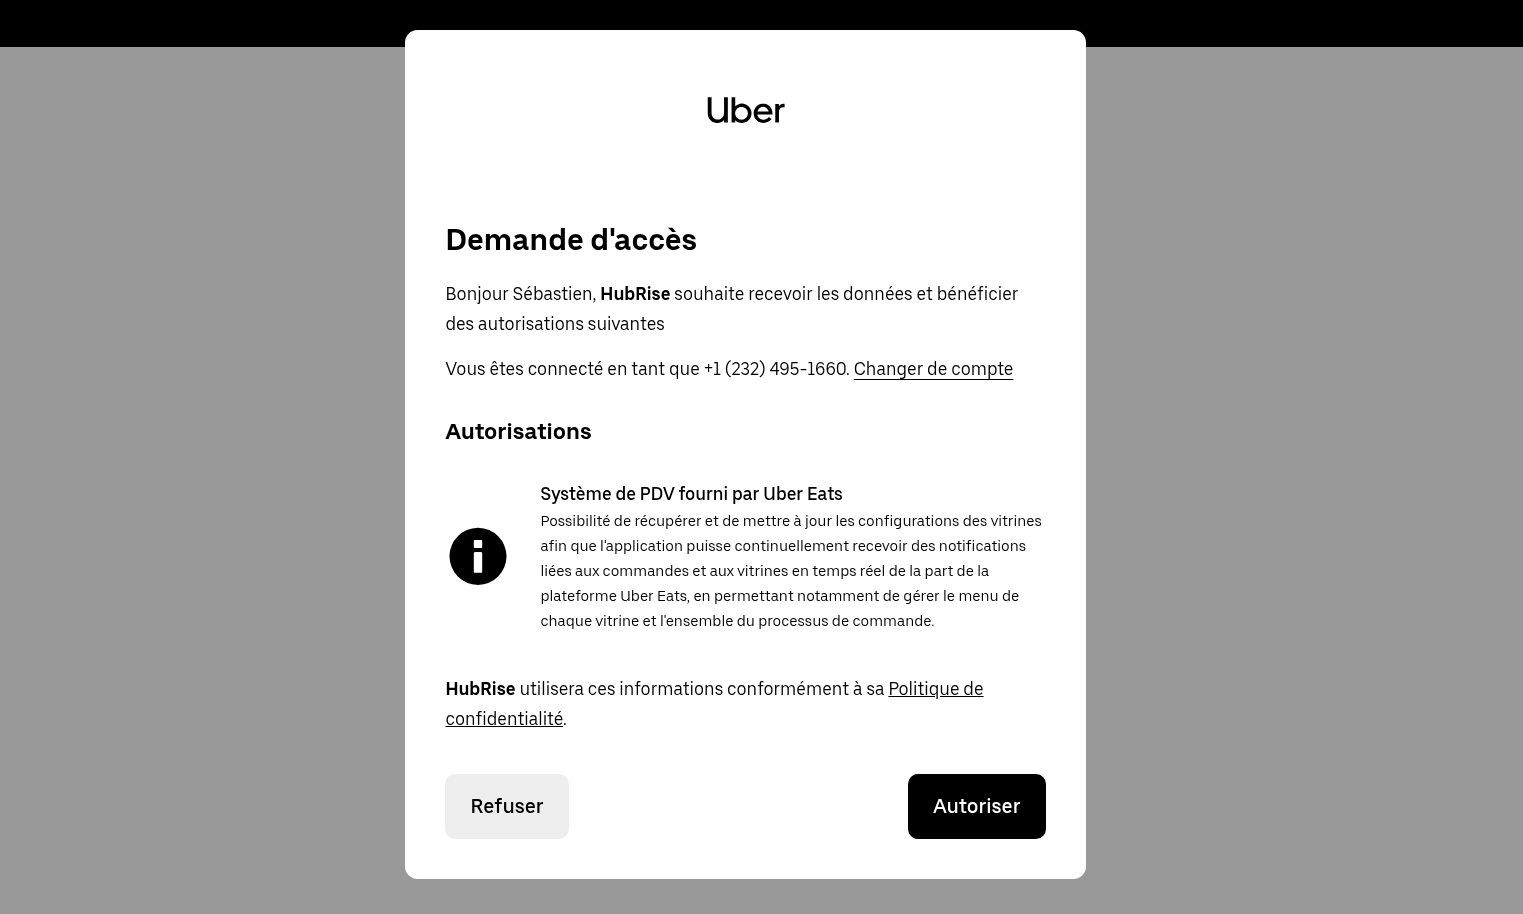 Uber
Demande d'accès
Bonjour Sébastien, HubRise souhaite recevoir les données et bénéficier
des autorisations suivantes
Vous êtes connecté en tant que +1 (232) 495-1660. Changer de compte
Autorisations
Système de PDV fourni par Uber Eats
Possibilité de récupérer et de mettre à jour les configurations des vitrines
afin que l'application puisse continuellement recevoir des notifications
liées aux commandes et aux vitrines en temps réel de la part de la
plateforme Uber Eats, en permettant notamment de gérer le menu de
chaque vitrine et l'ensemble du processus de commande.
HubRise utilisera ces informations conformément à sa Politique de
confidentialité.
Refuser
Autoriser